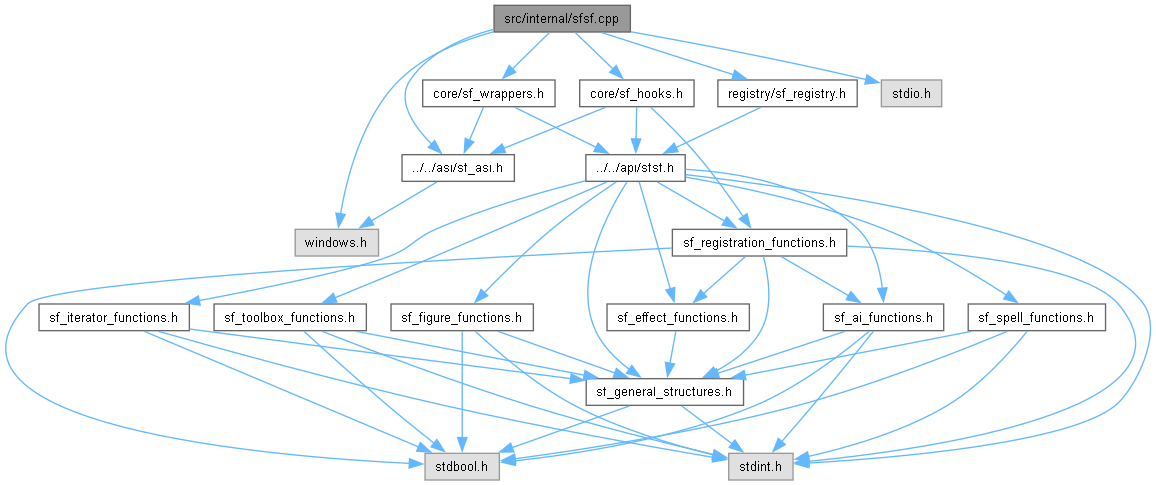 src/internal/sfsf.cpp
core/sf_wrappers.h
core/sf_hooks.h
registry/sf_registry.h
stdio.h
../../asi/sf_asi.h
../../api/sfsf.h
windows.h
sf_registration_functions.h
sf_iterator_functions.h
sf_toolbox_functions.h
sf_figure_functions.h
sf_effect_functions.h
sf_ai_functions.h
sf_spell_functions.h
sf_general_structures.h
stdbool.h
stdint.h